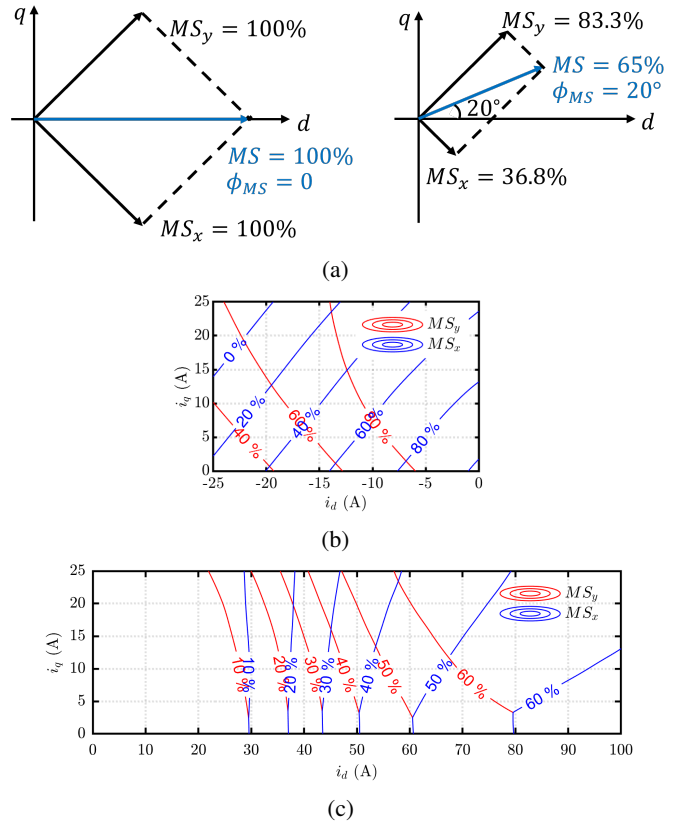 q
MS_y = 100%
d
MS = 100%
ϕ_MS = 0
MS_x = 100%
q
MS_y = 83.3%
MS = 65%
ϕ_MS = 20°
20°
d
MS_x = 36.8%
(a)
25
20
15
10
5
0
i_q (A)
MS_y
MS_x
0 %
20 %
40 %
40 %
60 %
60 %
80 %
80 %
-25 -20 -15 -10 -5 0
i_d (A)
(b)
25
20
15
10
5
0
i_q (A)
MS_y
MS_x
10 %
10 %
20 %
20 %
30 %
30 %
40 %
40 %
50 %
50 %
60 %
60 %
0 10 20 30 40 50 60 70 80 90 100
i_d (A)
(c)